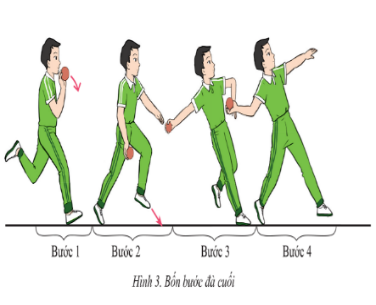 Bước 1 Bước 2 Bước 3 Bước 4
Hình 3. Bốn bước đà cuối